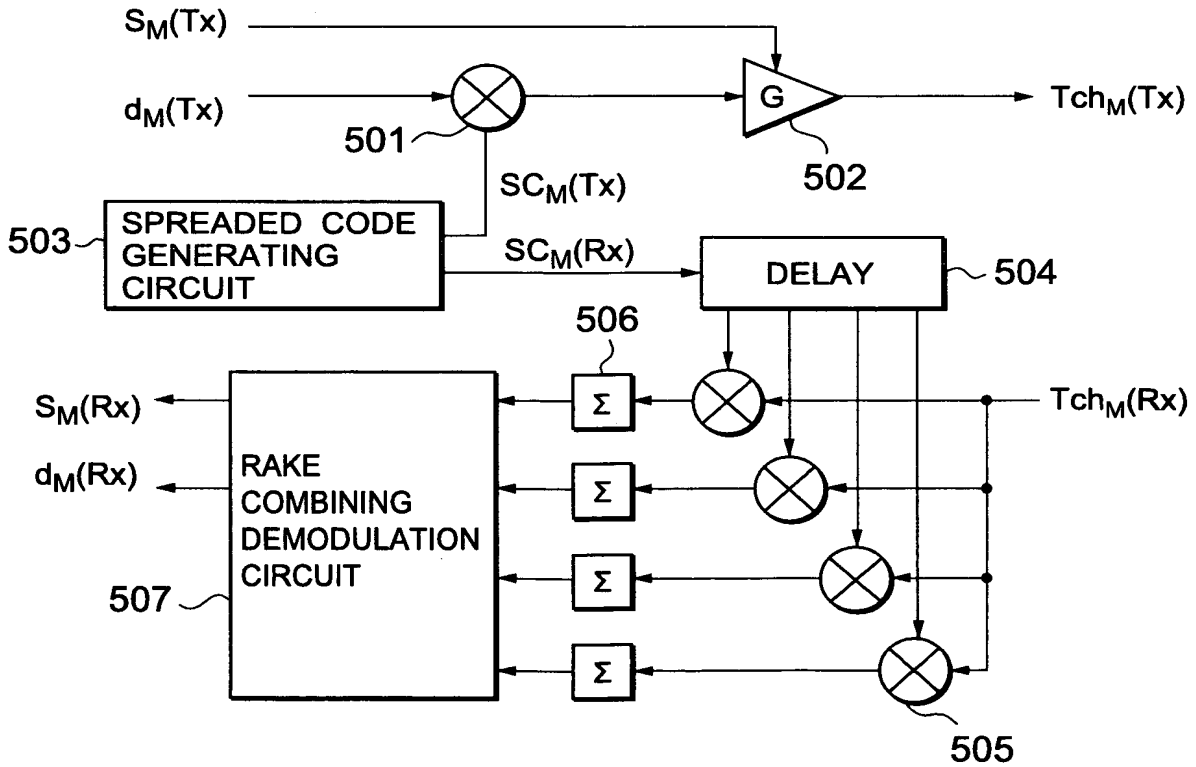 S_M(Tx)
d_M(Tx)
501
G
502
Tch_M(Tx)
SC_M(Tx)
503
SPREADED CODE
GENERATING
CIRCUIT
SC_M(Rx)
DELAY
504
506
S_M(Rx)
d_M(Rx)
RAKE
COMBINING
DEMODULATION
CIRCUIT
507
Σ
Σ
Σ
Σ
Tch_M(Rx)
505